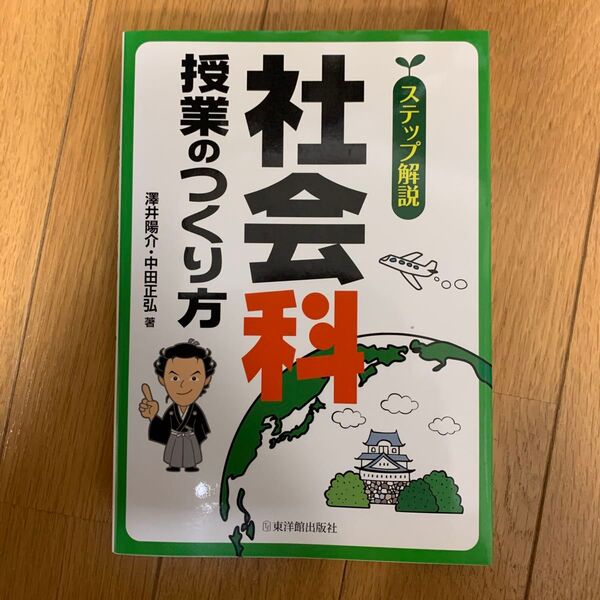 ステップ解説
社会科
授業のつくり方
澤井陽介・中田正弘 著
東洋館出版社